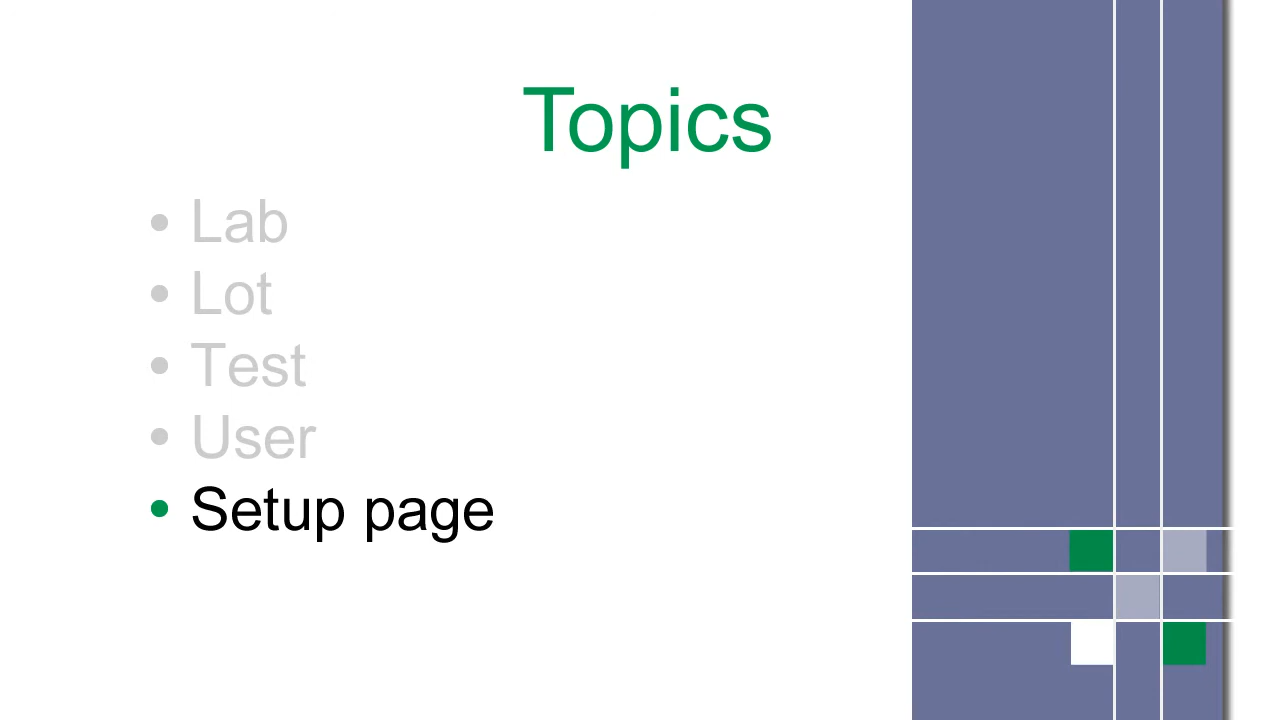 Topics
• Lab
• Lot
• Test
• User
• Setup page